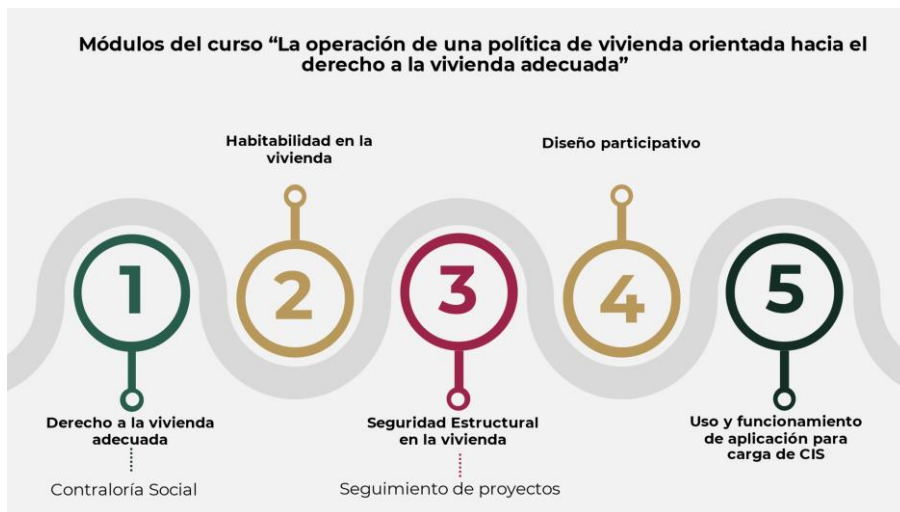 Módulos del curso “La operación de una política de vivienda orientada hacia el
derecho a la vivienda adecuada”
Habitabilidad en la
vivienda
Diseño participativo
1
2
3
4
5
Derecho a la vivienda
adecuada
Contraloría Social
Seguridad Estructural
en la vivienda
Seguimiento de proyectos
Uso y funcionamiento
de aplicación para
carga de CIS